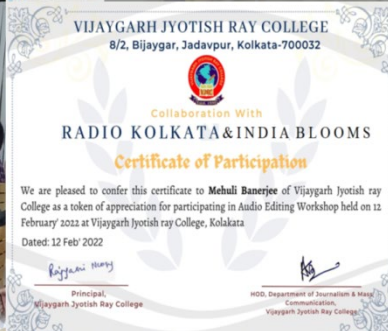 VIJAYGARH JYOTISH RAY COLLEGE
8/2, Bijaygar, Jadavpur, Kolkata-700032
Collaboration With
RADIO KOLKATA & INDIA BLOOMS
Certificate of Participation
We are pleased to confer this certificate to Mehuli Banerjee of Vijaygarh Jyotish ray
College as a token of appreciation for participating in Audio Editing Workshop held on 12
February' 2022 at Vijaygarh Jyotish ray College, Kolakata
Dated: 12 Feb' 2022
Principal,
Vijaygarh Jyotish Ray College
HOD, Department of Journalism & Mass
Communication,
Vijaygarh Jyotish Ray College